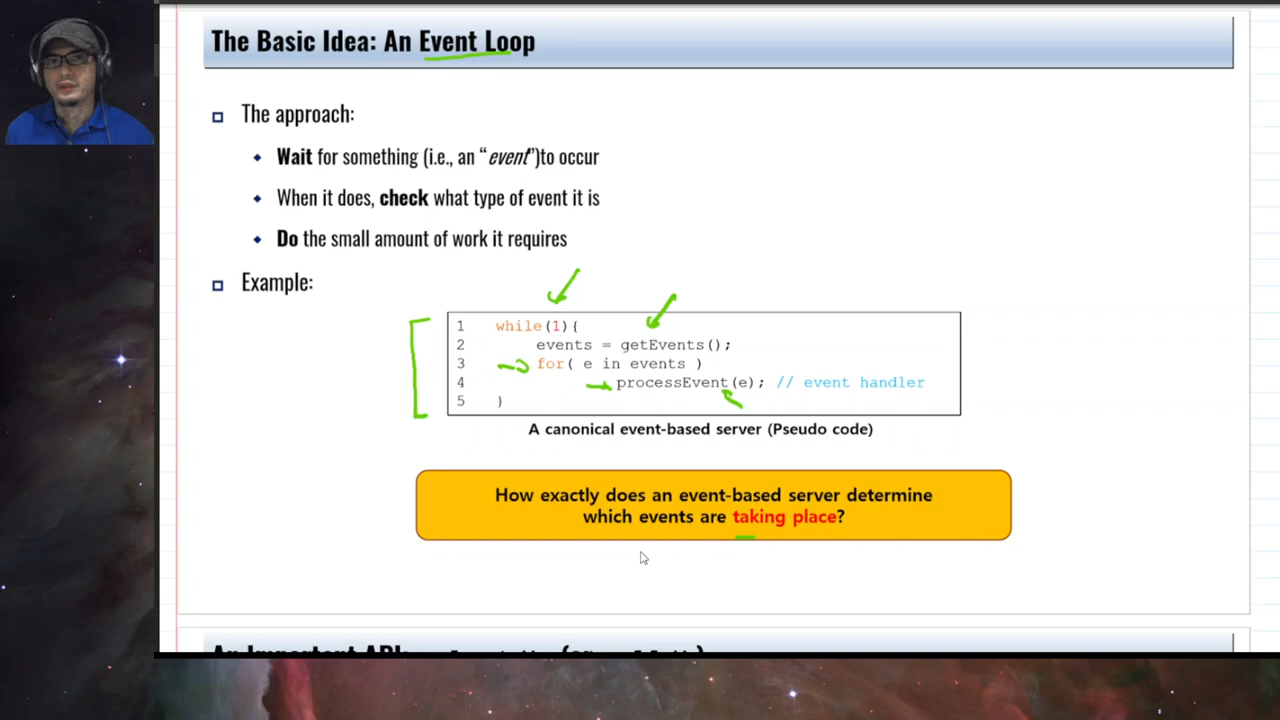 The Basic Idea: An Event Loop
The approach:
Wait for something (i.e., an “event”)to occur
When it does, check what type of event it is
Do the small amount of work it requires
Example:
1 while(1){
2 events = getEvents();
3 for( e in events )
4 processEvent(e); // event handler
5 }
A canonical event-based server (Pseudo code)
How exactly does an event-based server determine
which events are taking place?
An Important API: